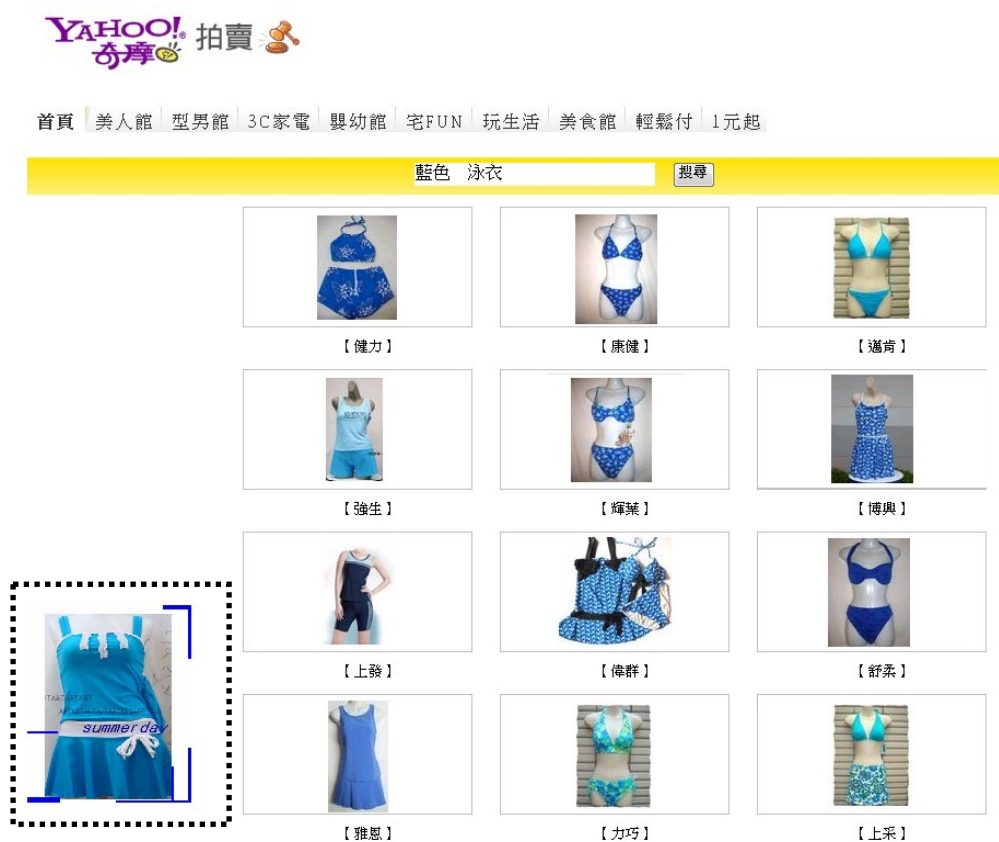 YAHOO!
奇摩 拍賣
首頁 美人館 型男館 3C家電 嬰幼館 宅FUN 玩生活 美食館 輕鬆付 1元起
藍色 泳衣 搜尋
【健力】 【康健】 【邁肯】
【強生】 【輝葉】 【博興】
【上發】 【偉群】 【舒柔】
summerday
【雅恩】 【力巧】 【上采】